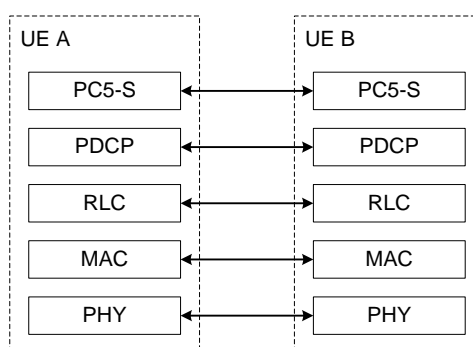 UE A
UE B
PC5-S
PC5-S
PDCP
PDCP
RLC
RLC
MAC
MAC
PHY
PHY